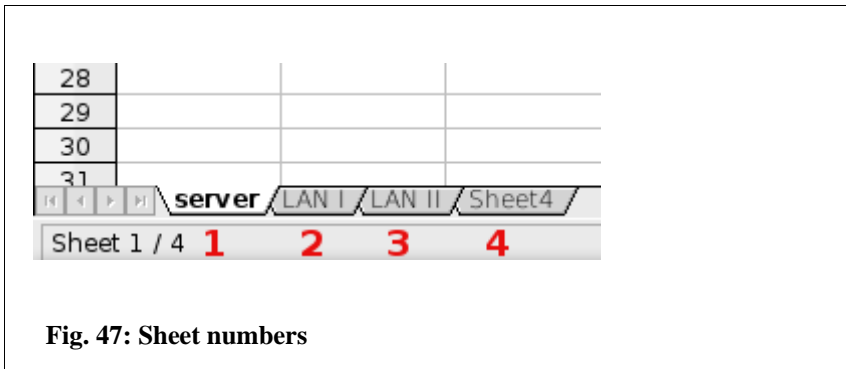 28
29
30
31
server LAN I LAN II Sheet4
Sheet 1 / 4 1 2 3 4
Fig. 47: Sheet numbers